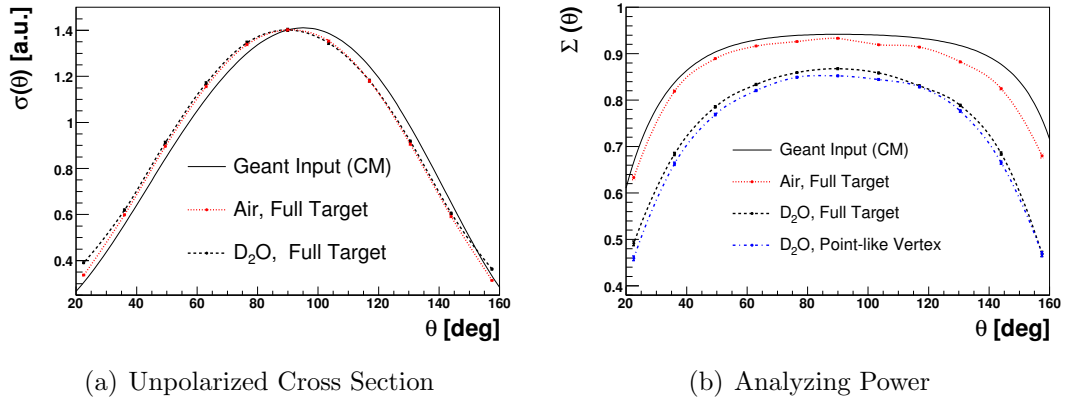 σ(θ) [a.u.]
1.4
1.2
1
0.8
0.6
0.4
Geant Input (CM)
Air, Full Target
D₂O, Full Target
20 40 60 80 100 120 140 160
θ [deg]
(a) Unpolarized Cross Section
Σ (θ)
1
0.9
0.8
0.7
0.6
0.5
0.4
Geant Input (CM)
Air, Full Target
D₂O, Full Target
D₂O, Point-like Vertex
20 40 60 80 100 120 140 160
θ [deg]
(b) Analyzing Power